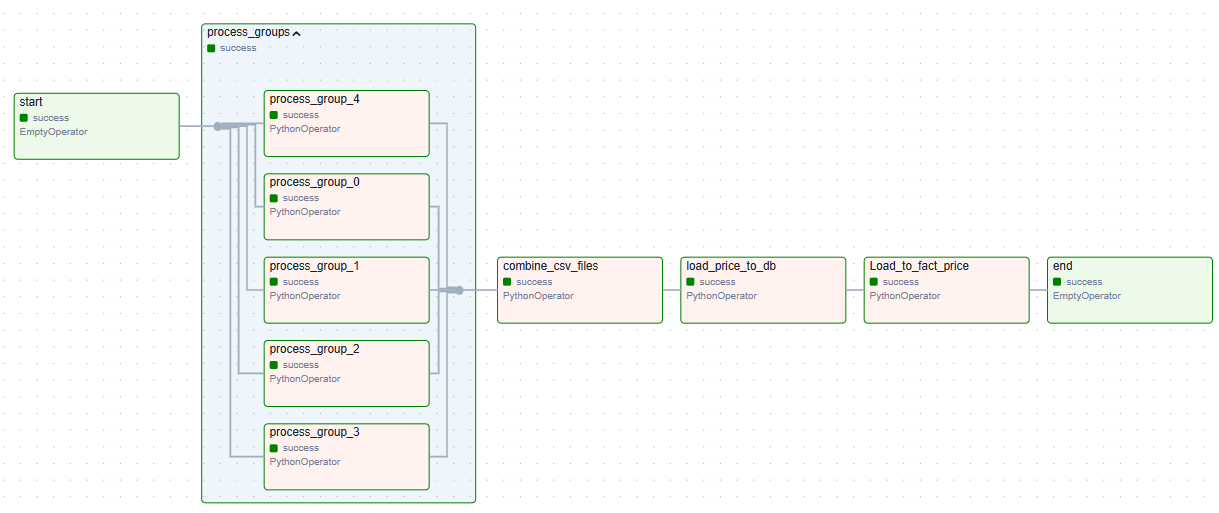 process_groups
success
start
success
EmptyOperator
process_group_4
success
PythonOperator
process_group_0
success
PythonOperator
process_group_1
success
PythonOperator
process_group_2
success
PythonOperator
process_group_3
success
PythonOperator
combine_csv_files
success
PythonOperator
load_price_to_db
success
PythonOperator
Load_to_fact_price
success
PythonOperator
end
success
EmptyOperator